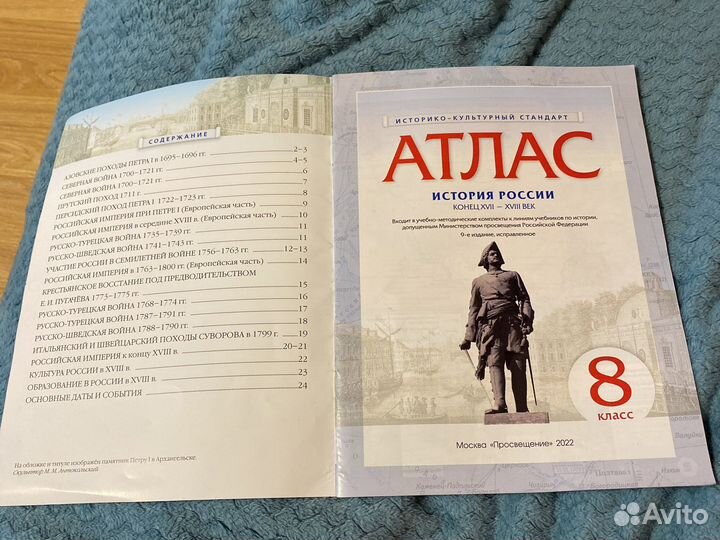 СОДЕРЖАНИЕ
АЗОВСКИЕ ПОХОДЫ ПЕТРА I в 1695–1696 гг. 2–3
СЕВЕРНАЯ ВОЙНА 1700–1721 гг. 4–5
СЕВЕРНАЯ ВОЙНА 1700–1721 гг. 6
ПРУТСКИЙ ПОХОД 1711 г. 7
ПЕРСИДСКИЙ ПОХОД ПЕТРА I 1722–1723 гг. 8
РОССИЙСКАЯ ИМПЕРИЯ ПРИ ПЕТРЕ I (Европейская часть) 9
РОССИЙСКАЯ ИМПЕРИЯ в середине XVIII в. (Европейская часть) 10
РУССКО-ТУРЕЦКАЯ ВОЙНА 1735–1739 гг. 11
РУССКО-ШВЕДСКАЯ ВОЙНА 1741–1743 гг.
УЧАСТИЕ РОССИИ В СЕМИЛЕТНЕЙ ВОЙНЕ 1756–1763 гг. 12–13
РОССИЙСКАЯ ИМПЕРИЯ в 1763–1800 гг. (Европейская часть) 14
КРЕСТЬЯНСКОЕ ВОССТАНИЕ ПОД ПРЕДВОДИТЕЛЬСТВОМ
Е. И. ПУГАЧЁВА 1773–1775 гг. 15
РУССКО-ТУРЕЦКАЯ ВОЙНА 1768–1774 гг. 16
РУССКО-ТУРЕЦКАЯ ВОЙНА 1787–1791 гг. 17
РУССКО-ШВЕДСКАЯ ВОЙНА 1788–1790 гг. 18
ИТАЛЬЯНСКИЙ И ШВЕЙЦАРСКИЙ ПОХОДЫ СУВОРОВА в 1799 г. 19
РОССИЙСКАЯ ИМПЕРИЯ к концу XVIII в. 20–21
КУЛЬТУРА РОССИИ в XVIII в. 22
ОБРАЗОВАНИЕ В РОССИИ в XVIII в. 23
ОСНОВНЫЕ ДАТЫ И СОБЫТИЯ 24
На обложке и титуле изображён памятник Петру I в Архангельске.
Скульптор М. М. Антокольский
ИСТОРИКО-КУЛЬТУРНЫЙ СТАНДАРТ
АТЛАС
ИСТОРИЯ РОССИИ
КОНЕЦ XVII – XVIII ВЕК
Входит в учебно-методические комплекты к линиям учебников по истории,
допущенным Министерством просвещения Российской Федерации
9-е издание, исправленное
8
класс
Москва «Просвещение» 2022
Avito